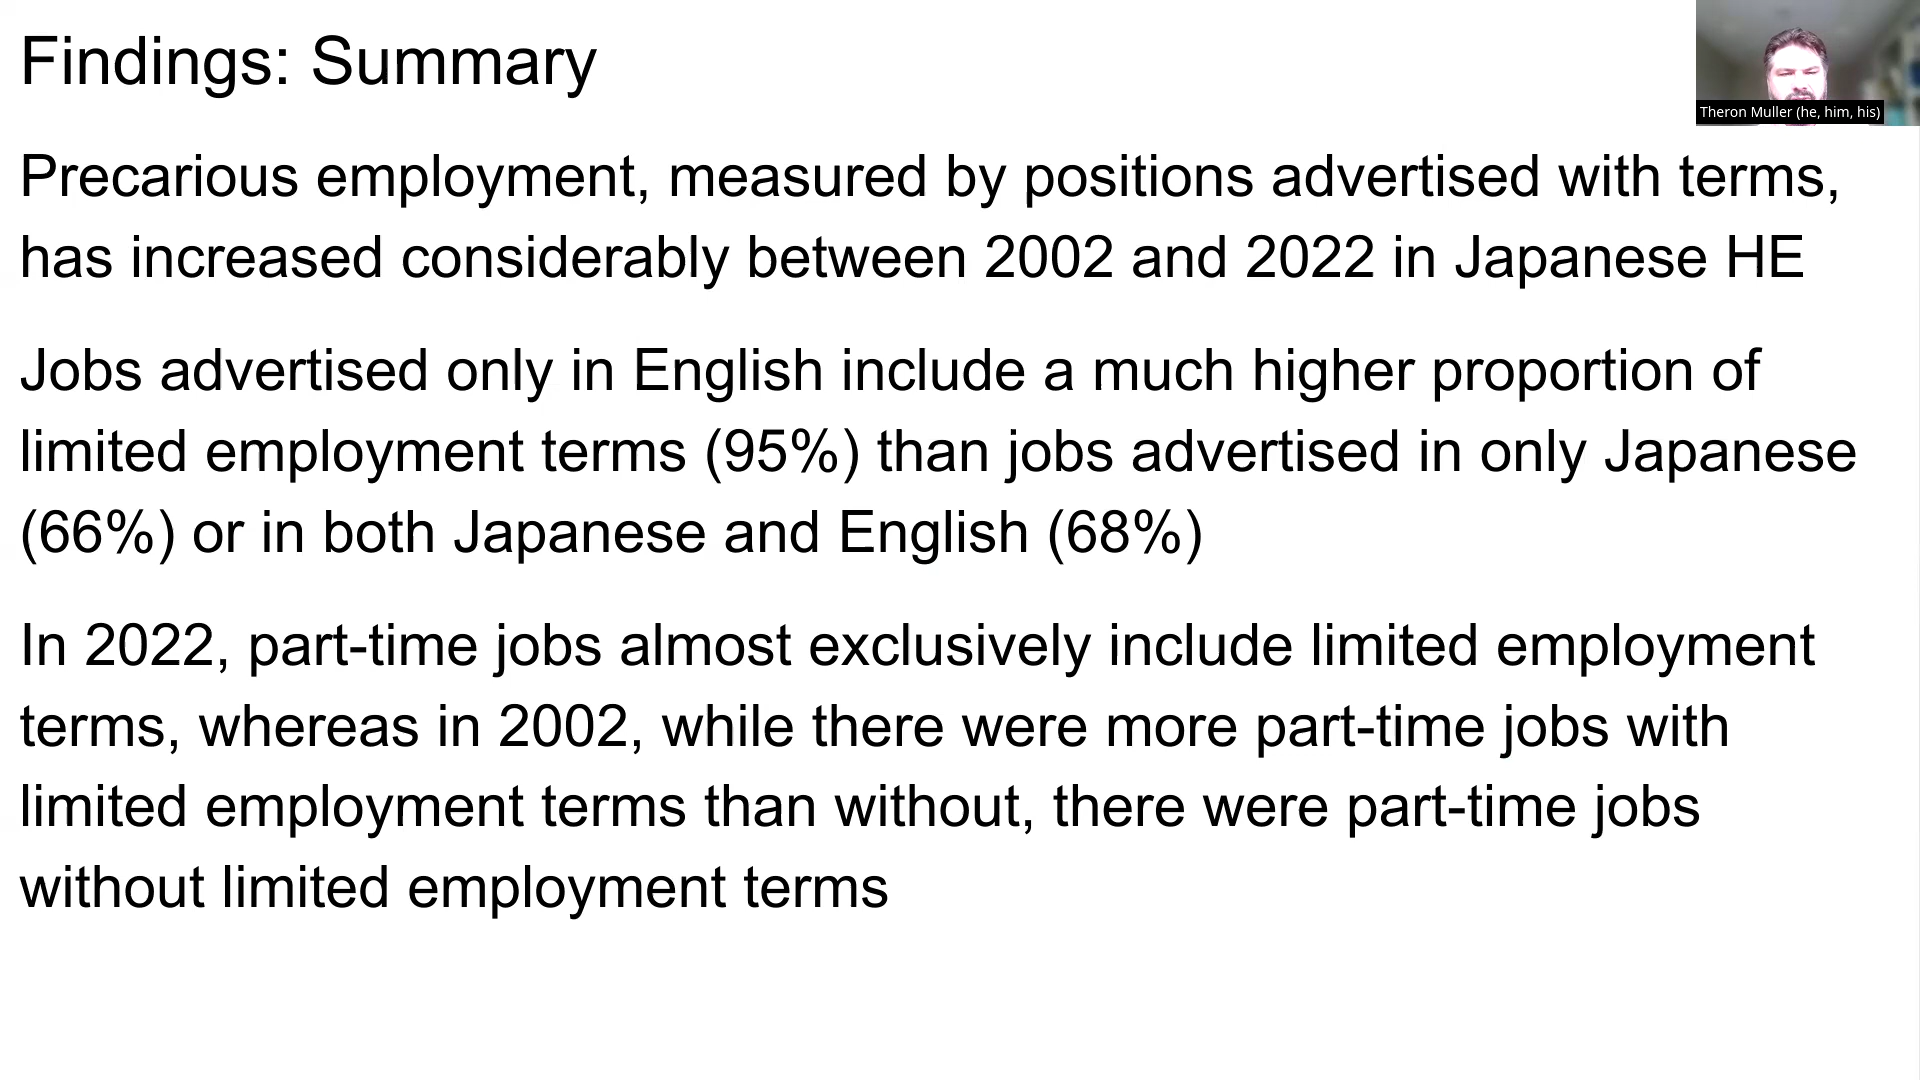 Findings: Summary
Theron Muller (he, him, his)
Precarious employment, measured by positions advertised with terms,
has increased considerably between 2002 and 2022 in Japanese HE
Jobs advertised only in English include a much higher proportion of
limited employment terms (95%) than jobs advertised in only Japanese
(66%) or in both Japanese and English (68%)
In 2022, part-time jobs almost exclusively include limited employment
terms, whereas in 2002, while there were more part-time jobs with
limited employment terms than without, there were part-time jobs
without limited employment terms